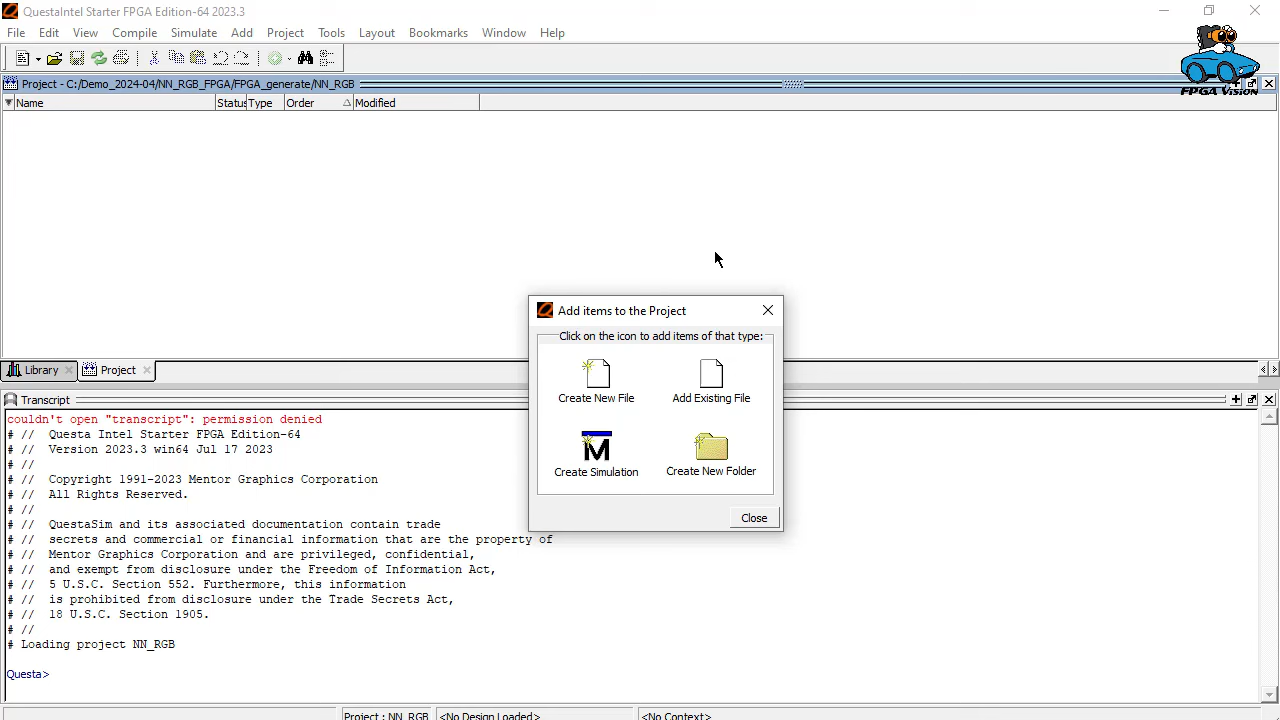 QuestaIntel Starter FPGA Edition-64 2023.3
File Edit View Compile Simulate Add Project Tools Layout Bookmarks Window Help
FPGA Vision
Project - C:/Demo_2024-04/NN_RGB_FPGA/FPGA_generate/NN_RGB
Name Status Type Order Modified
Add items to the Project
Click on the icon to add items of that type:
Create New File Add Existing File
Create Simulation Create New Folder
Close
Library Project
Transcript
couldn't open "transcript": permission denied
# // Questa Intel Starter FPGA Edition-64
# // Version 2023.3 win64 Jul 17 2023
# //
# // Copyright 1991-2023 Mentor Graphics Corporation
# // All Rights Reserved.
# //
# // QuestaSim and its associated documentation contain trade
# // secrets and commercial or financial information that are the property of
# // Mentor Graphics Corporation and are privileged, confidential,
# // and exempt from disclosure under the Freedom of Information Act,
# // 5 U.S.C. Section 552. Furthermore, this information
# // is prohibited from disclosure under the Trade Secrets Act,
# // 18 U.S.C. Section 1905.
# //
# Loading project NN_RGB
Questa>
Project : NN_RGB <No Design Loaded> <No Context>